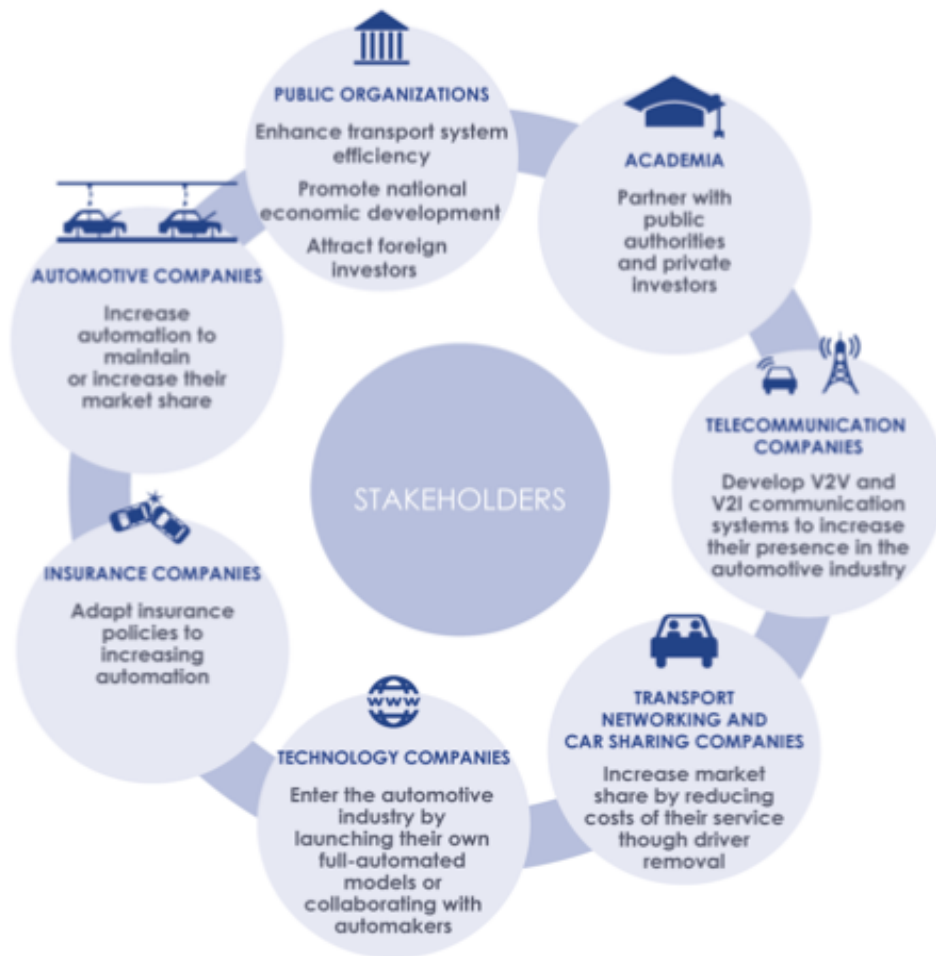 PUBLIC ORGANIZATIONS
Enhance transport system
efficiency
Promote national
economic development
Attract foreign
investors
ACADEMIA
Partner with
public
authorities
and private
investors
TELECOMMUNICATION
COMPANIES
Develop V2V and
V2I communication
systems to increase
their presence in the
automotive industry
TRANSPORT
NETWORKING AND
CAR SHARING COMPANIES
Increase market
share by reducing
costs of their service
though driver
removal
WWW
TECHNOLOGY COMPANIES
Enter the automotive
industry by
launching their own
full-automated
models or
collaborating with
automakers
INSURANCE COMPANIES
Adapt insurance
policies to
increasing
automation
AUTOMOTIVE COMPANIES
Increase
automation to
maintain
or increase their
market share
STAKEHOLDERS